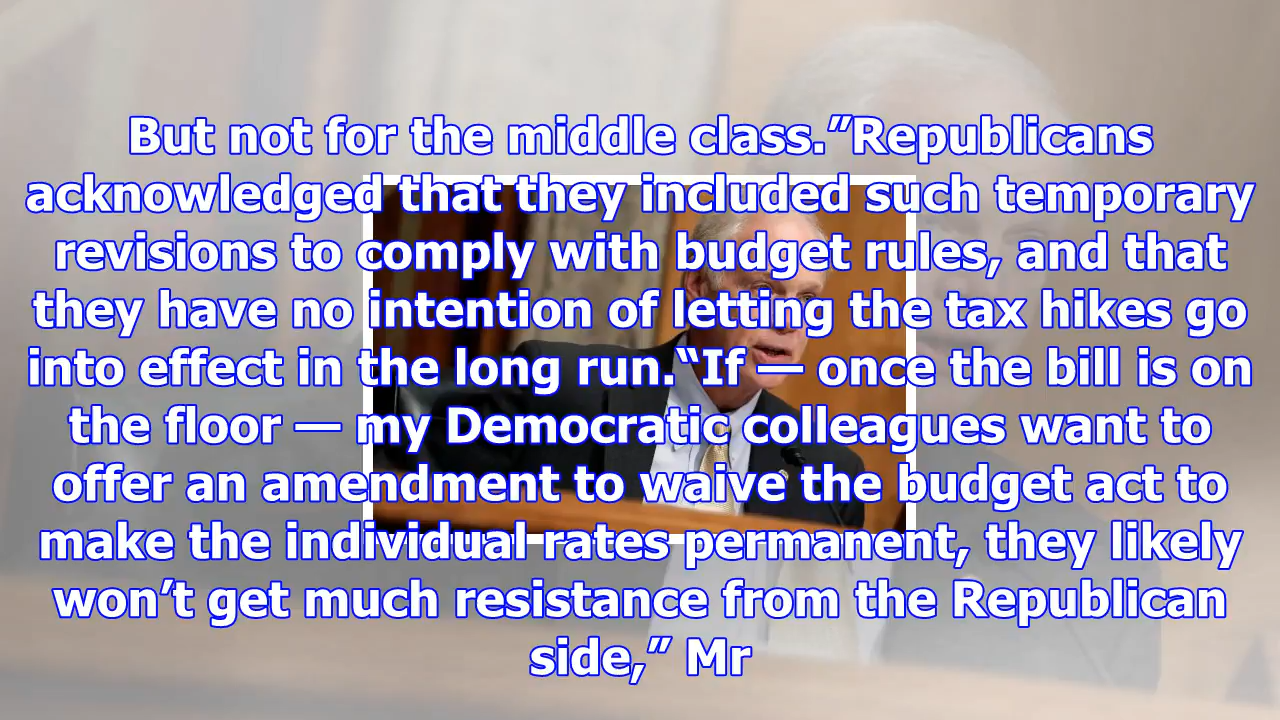 But not for the middle class.”Republicans
acknowledged that they included such temporary
revisions to comply with budget rules, and that
they have no intention of letting the tax hikes go
into effect in the long run.“If — once the bill is on
the floor — my Democratic colleagues want to
offer an amendment to waive the budget act to
make the individual rates permanent, they likely
won’t get much resistance from the Republican
side,” Mr